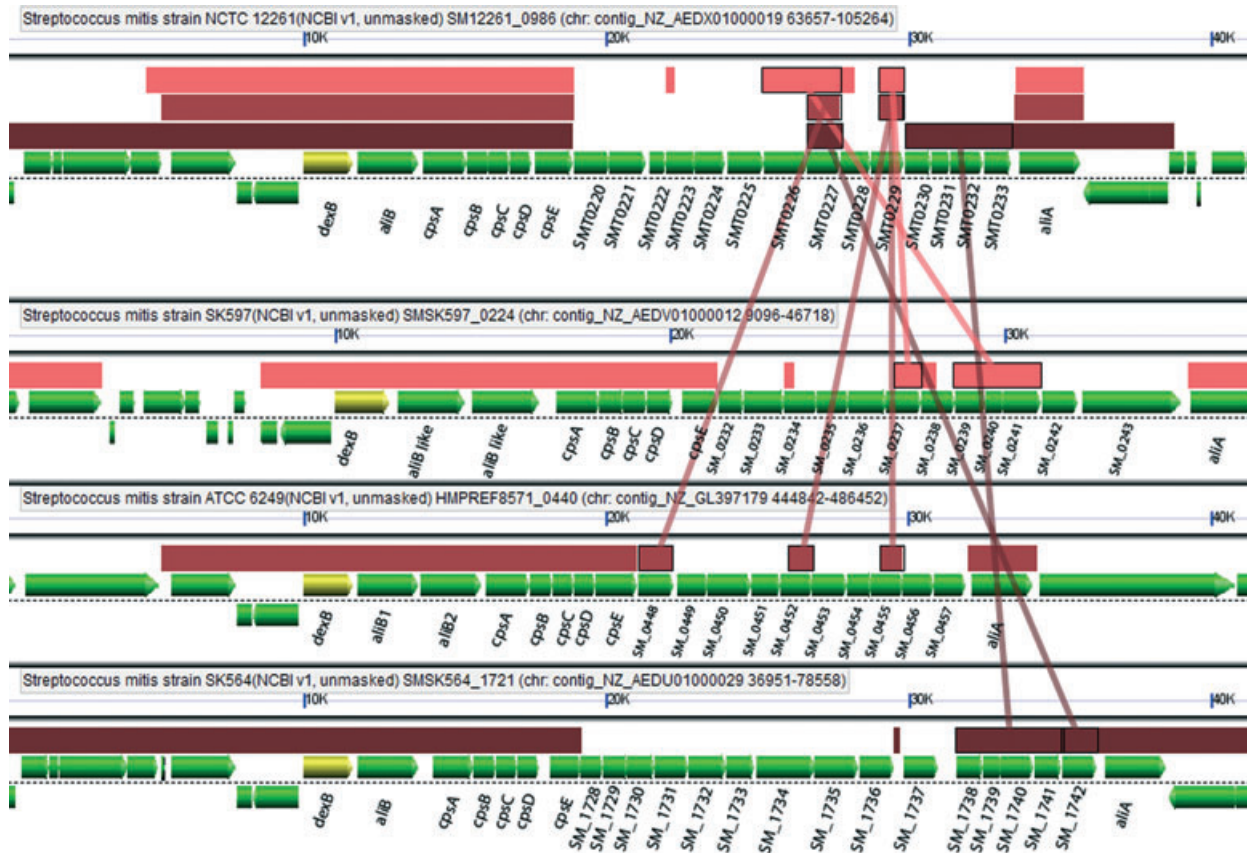 Streptococcus mitis strain NCTC 12261(NCBI v1, unmasked) SM12261_0986 (chr: contig_NZ_AEDX01000019 63657-105264)
10K 20K 30K 40K
dexB aliB cpsA cpsB cpsC cpsD cpsE SMT0220 SMT0221 SMT0222 SMT0223 SMT0224 SMT0225 SMT0226 SMT0227 SMT0228 SMT0229 SMT0230 SMT0231 SMT0232 SMT0233 aliA
Streptococcus mitis strain SK597(NCBI v1, unmasked) SMSK597_0224 (chr: contig_NZ_AEDV01000012 9096-46718)
10K 20K 30K
dexB aliB like aliB like cpsA cpsB cpsC cpsD cpsE SM_0232 SM_0233 SM_0234 SM_0235 SM_0236 SM_0237 SM_0238 SM_0239 SM_0240 SM_0241 SM_0242 SM_0243 aliA
Streptococcus mitis strain ATCC 6249(NCBI v1, unmasked) HMPREF8571_0440 (chr: contig_NZ_GL397179 444842-486452)
10K 20K 30K 40K
dexB aliB1 aliB2 cpsA cpsB cpsC cpsD cpsE SM_0448 SM_0449 SM_0450 SM_0451 SM_0452 SM_0453 SM_0454 SM_0455 SM_0456 SM_0457 aliA
Streptococcus mitis strain SK564(NCBI v1, unmasked) SMSK564_1721 (chr: contig_NZ_AEDU01000029 36951-78558)
10K 20K 30K 40K
dexB aliB cpsA cpsB cpsC cpsD cpsE SM_1728 SM_1729 SM_1730 SM_1731 SM_1732 SM_1733 SM_1734 SM_1735 SM_1736 SM_1737 SM_1738 SM_1739 SM_1740 SM_1741 SM_1742 aliA